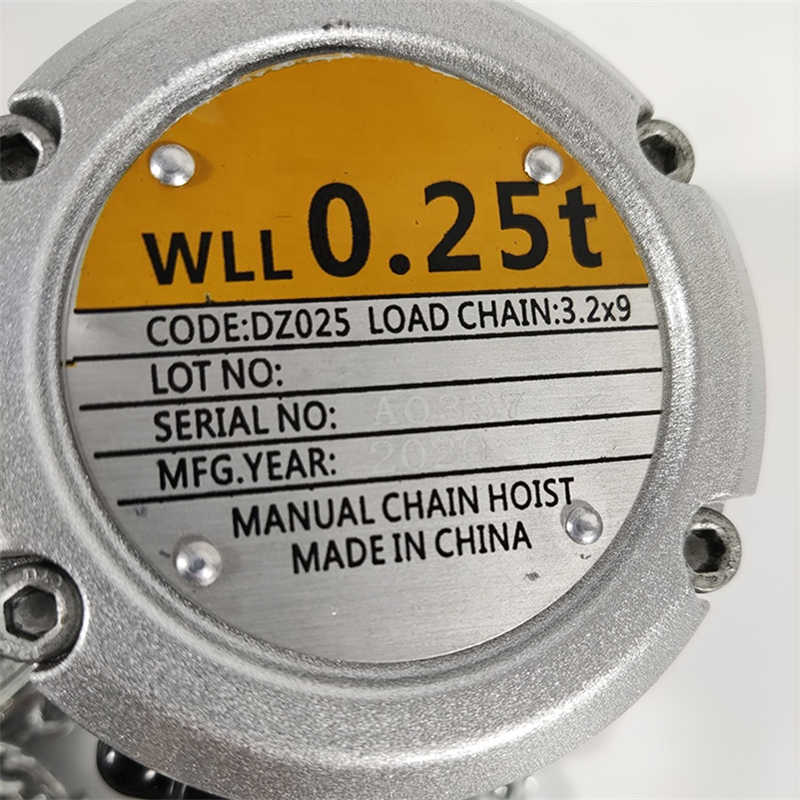 WLL 0.25t
CODE:DZ025 LOAD CHAIN:3.2x9
LOT NO:
SERIAL NO: A0337
MFG.YEAR:
MANUAL CHAIN HOIST
MADE IN CHINA